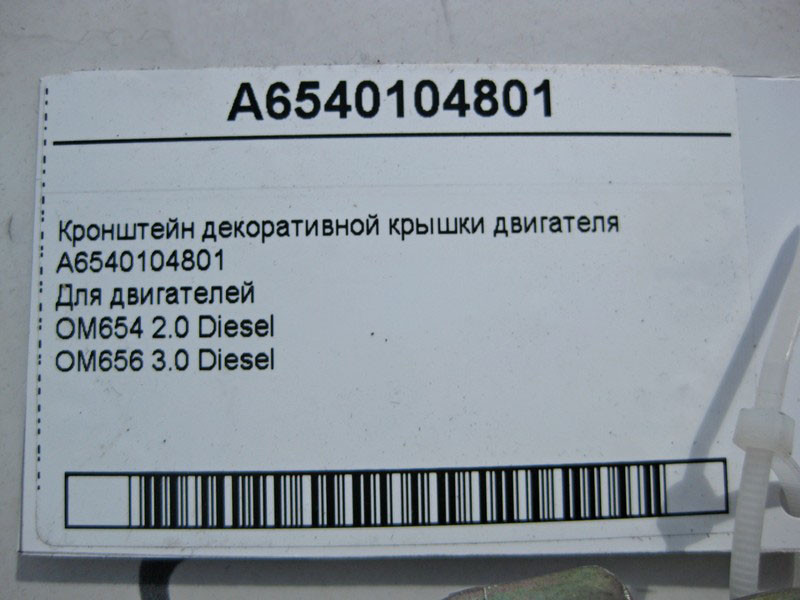 A6540104801
Кронштейн декоративной крышки двигателя
A6540104801
Для двигателей
OM654 2.0 Diesel
OM656 3.0 Diesel